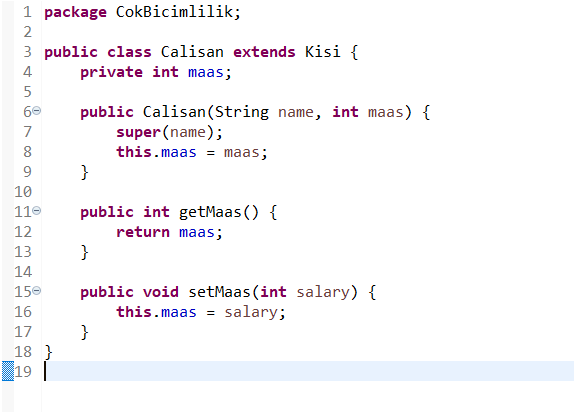 1 package CokBicimlilik;
2
3 public class Calisan extends Kisi {
4     private int maas;
5
6     public Calisan(String name, int maas) {
7         super(name);
8         this.maas = maas;
9     }
10
11     public int getMaas() {
12         return maas;
13     }
14
15     public void setMaas(int salary) {
16         this.maas = salary;
17     }
18 }
19